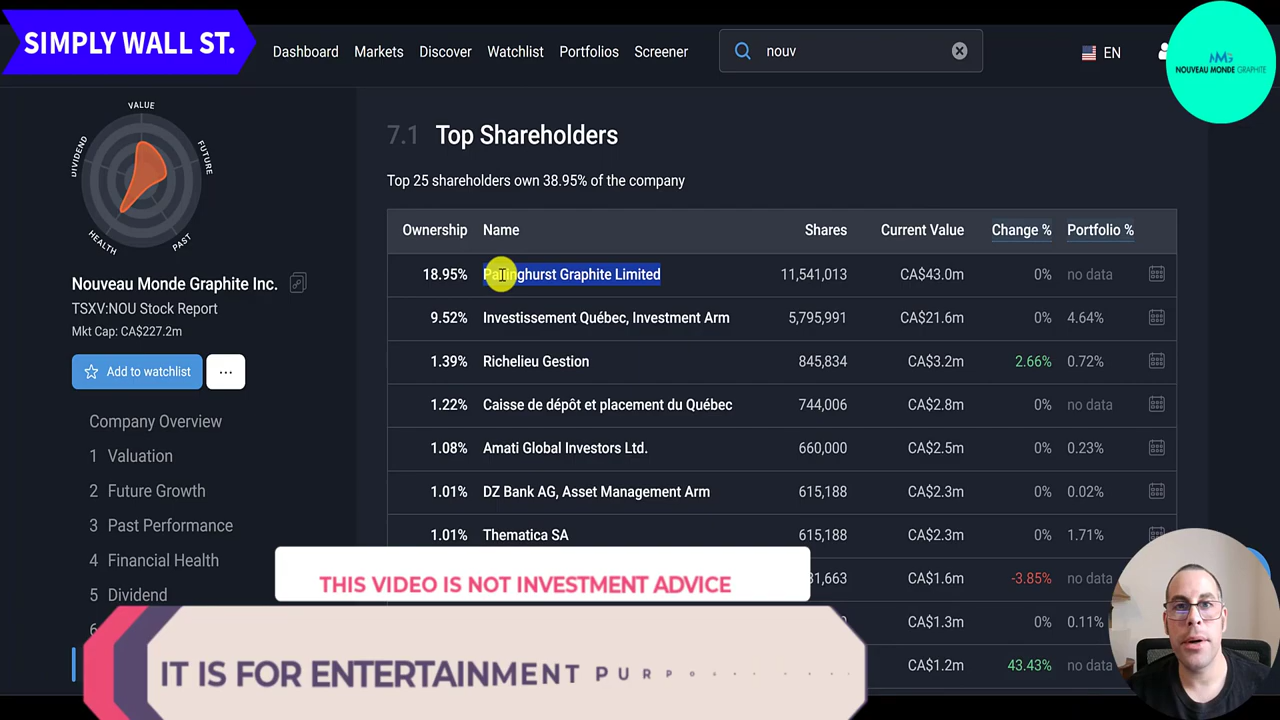 SIMPLY WALL ST.
Dashboard Markets Discover Watchlist Portfolios Screener
nouv
EN
NMG
NOUVEAU MONDE GRAPHITE
VALUE
FUTURE
PAST
HEALTH
DIVIDEND
Nouveau Monde Graphite Inc.
TSXV:NOU Stock Report
Mkt Cap: CA$227.2m
Add to watchlist
...
Company Overview
1 Valuation
2 Future Growth
3 Past Performance
4 Financial Health
5 Dividend
6
7.1 Top Shareholders
Top 25 shareholders own 38.95% of the company
Ownership Name Shares Current Value Change % Portfolio %
18.95% Pallinghurst Graphite Limited 11,541,013 CA$43.0m 0% no data
9.52% Investissement Québec, Investment Arm 5,795,991 CA$21.6m 0% 4.64%
1.39% Richelieu Gestion 845,834 CA$3.2m 2.66% 0.72%
1.22% Caisse de dépôt et placement du Québec 744,006 CA$2.8m 0% no data
1.08% Amati Global Investors Ltd. 660,000 CA$2.5m 0% 0.23%
1.01% DZ Bank AG, Asset Management Arm 615,188 CA$2.3m 0% 0.02%
1.01% Thematica SA 615,188 CA$2.3m 0% 1.71%
31,663 CA$1.6m -3.85% no data
CA$1.3m 0% 0.11%
CA$1.2m 43.43% no data
THIS VIDEO IS NOT INVESTMENT ADVICE
IT IS FOR ENTERTAINMENT PURPO